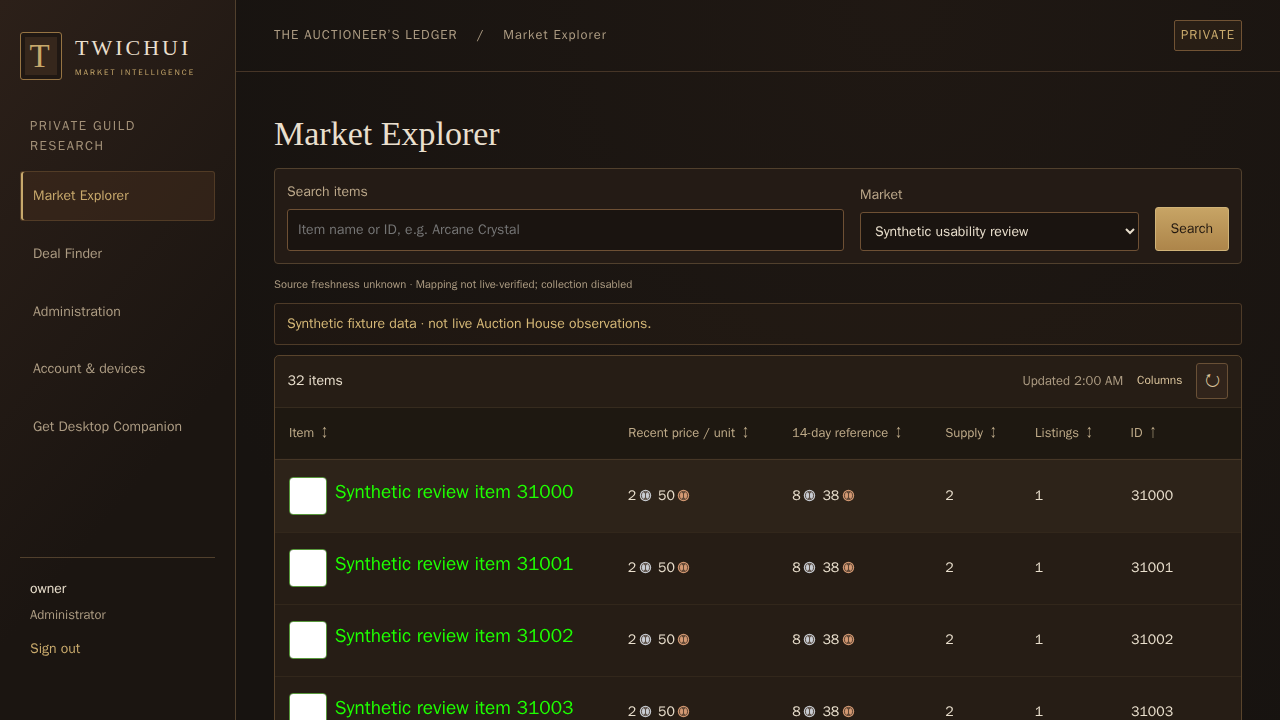 T
TWICHUI
MARKET INTELLIGENCE
PRIVATE GUILD
RESEARCH
Market Explorer
Deal Finder
Administration
Account & devices
Get Desktop Companion
owner
Administrator
Sign out
THE AUCTIONEER'S LEDGER / Market Explorer
PRIVATE
Market Explorer
Search items
Item name or ID, e.g. Arcane Crystal
Market
Synthetic usability review
Search
Source freshness unknown · Mapping not live-verified; collection disabled
Synthetic fixture data · not live Auction House observations.
32 items
Updated 2:00 AM
Columns
Item ↕ Recent price / unit ↕ 14-day reference ↕ Supply ↕ Listings ↕ ID ↑
Synthetic review item 31000 2 50 8 38 2 1 31000
Synthetic review item 31001 2 50 8 38 2 1 31001
Synthetic review item 31002 2 50 8 38 2 1 31002
Synthetic review item 31003 2 50 8 38 2 1 31003